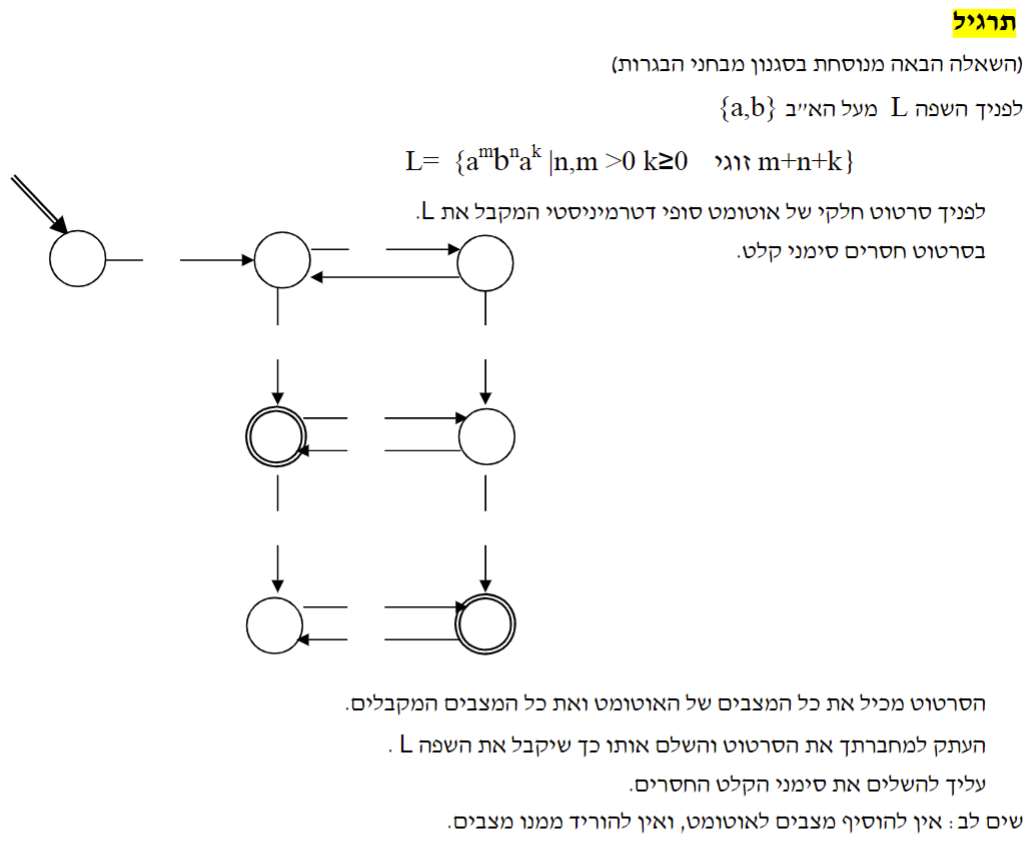 תרגיל
(השאלה הבאה מנוסחת בסגנון מבחני הבגרות)
לפניך השפה L מעל הא״ב {a,b}
L= {aᵐbⁿaᵏ |n,m >0 k≥0 זוגי m+n+k}
לפניך סרטוט חלקי של אוטומט סופי דטרמיניסטי המקבל את L.
בסרטוט חסרים סימני קלט.
הסרטוט מכיל את כל המצבים של האוטומט ואת כל המצבים המקבלים.
העתק למחברתך את הסרטוט והשלם אותו כך שיקבל את השפה L .
עליך להשלים את סימני הקלט החסרים.
שים לב: אין להוסיף מצבים לאוטומט, ואין להוריד ממנו מצבים.